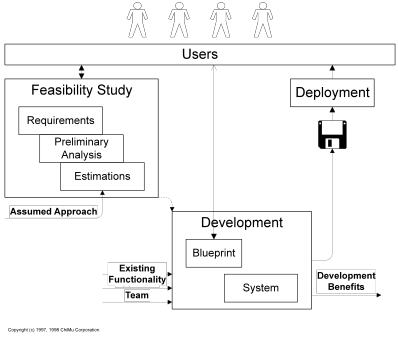 Users
Feasibility Study
Deployment
Requirements
Preliminary
Analysis
Estimations
Assumed Approach
Development
Blueprint
Existing
Functionality
Development
Benefits
System
Team
Copyright (c) 1997, 1998 ChiMu Corporation